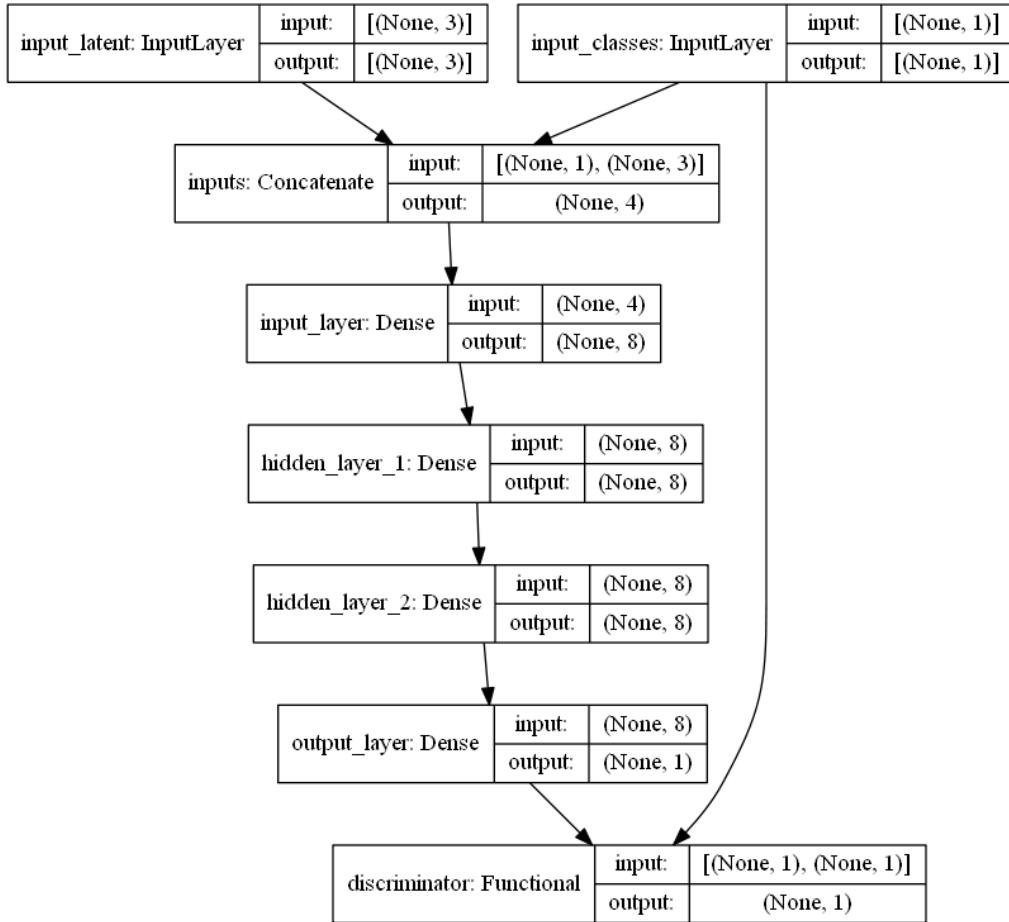 input_latent: InputLayer
input: [(None, 3)]
output: [(None, 3)]
input_classes: InputLayer
input: [(None, 1)]
output: [(None, 1)]
inputs: Concatenate
input: [(None, 1), (None, 3)]
output: (None, 4)
input_layer: Dense
input: (None, 4)
output: (None, 8)
hidden_layer_1: Dense
input: (None, 8)
output: (None, 8)
hidden_layer_2: Dense
input: (None, 8)
output: (None, 8)
output_layer: Dense
input: (None, 8)
output: (None, 1)
discriminator: Functional
input: [(None, 1), (None, 1)]
output: (None, 1)